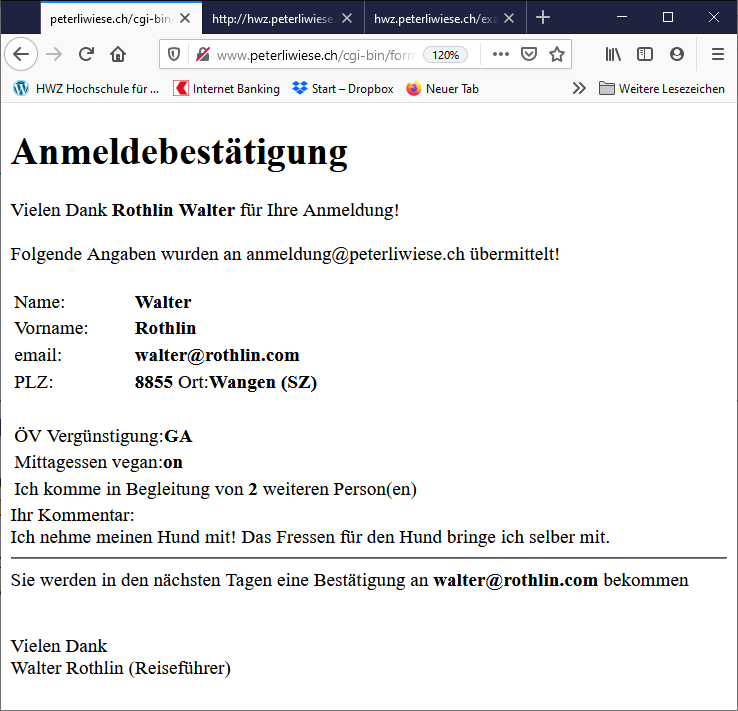 peterliwiese.ch/cgi-bin/
http://hwz.peterliwiese.
hwz.peterliwiese.ch/exa
www.peterliwiese.ch/cgi-bin/form
120%
HWZ Hochschule für ...
Internet Banking
Start – Dropbox
Neuer Tab
Weitere Lesezeichen
Anmeldebestätigung
Vielen Dank Rothlin Walter für Ihre Anmeldung!
Folgende Angaben wurden an anmeldung@peterliwiese.ch übermittelt!
Name: Walter
Vorname: Rothlin
email: walter@rothlin.com
PLZ: 8855 Ort:Wangen (SZ)
ÖV Vergünstigung:GA
Mittagessen vegan:on
Ich komme in Begleitung von 2 weiteren Person(en)
Ihr Kommentar:
Ich nehme meinen Hund mit! Das Fressen für den Hund bringe ich selber mit.
Sie werden in den nächsten Tagen eine Bestätigung an walter@rothlin.com bekommen
Vielen Dank
Walter Rothlin (Reiseführer)